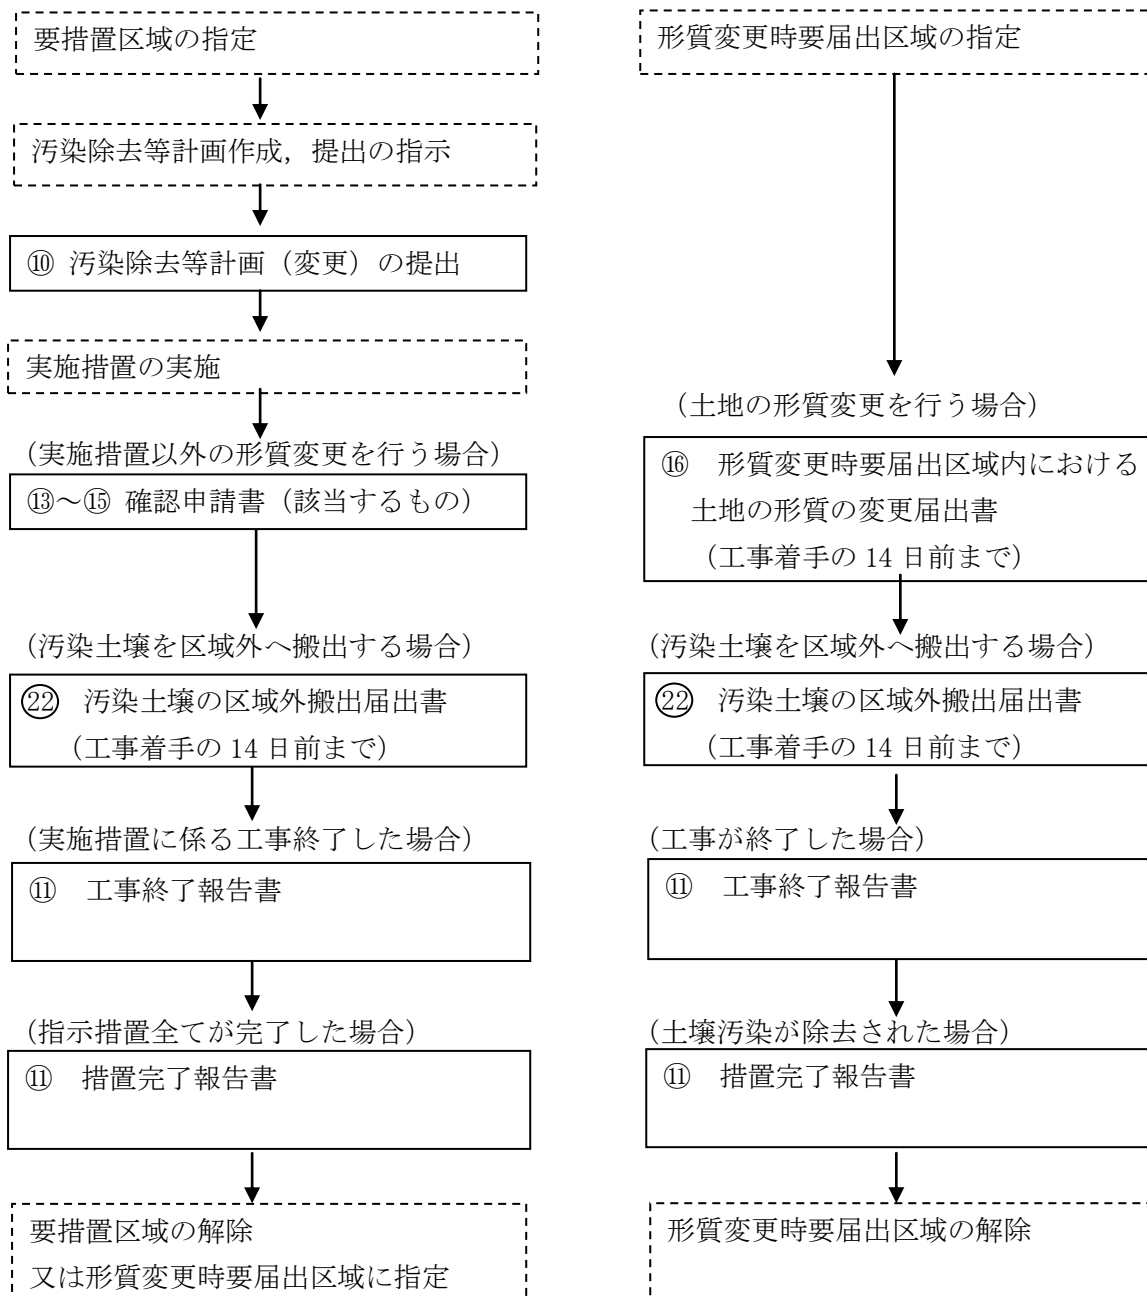 要措置区域の指定
汚染除去等計画作成，提出の指示
⑩ 汚染除去等計画（変更）の提出
実施措置の実施
（実施措置以外の形質変更を行う場合）
⑬～⑮ 確認申請書（該当するもの）
（汚染土壌を区域外へ搬出する場合）
㉒ 汚染土壌の区域外搬出届出書
（工事着手の 14 日前まで）
（実施措置に係る工事終了した場合）
⑪ 工事終了報告書
（指示措置全てが完了した場合）
⑪ 措置完了報告書
要措置区域の解除
又は形質変更時要届出区域に指定
形質変更時要届出区域の指定
（土地の形質変更を行う場合）
⑯ 形質変更時要届出区域内における
土地の形質の変更届出書
（工事着手の 14 日前まで）
（汚染土壌を区域外へ搬出する場合）
㉒ 汚染土壌の区域外搬出届出書
（工事着手の 14 日前まで）
（工事が終了した場合）
⑪ 工事終了報告書
（土壌汚染が除去された場合）
⑪ 措置完了報告書
形質変更時要届出区域の解除